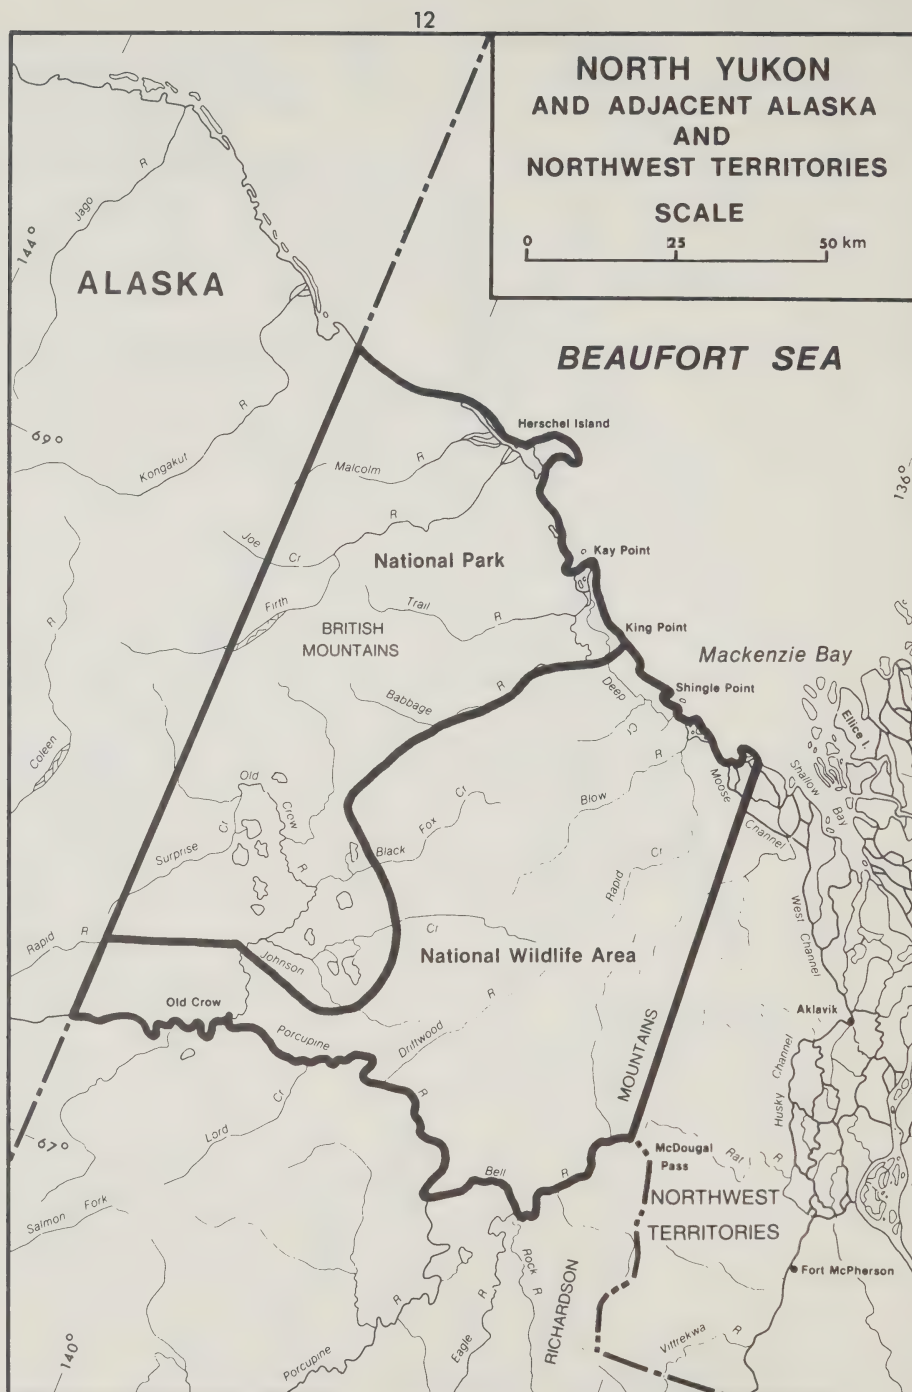 12
NORTH YUKON
AND ADJACENT ALASKA
AND
NORTHWEST TERRITORIES
SCALE
0 25 50 km
Jago R
144°
ALASKA
BEAUFORT SEA
Herschel Island
69°
Kongakut R
Malcolm R
136°
Joe Cr
R
Kay Point
National Park
Firth
Trail R
King Point
BRITISH
MOUNTAINS
Mackenzie Bay
Coleen R
Babbage R
Deep Cr
Shingle Point
Ellice I.
Shallow Bay
Moose Channel
Old Crow R
Blow R
Surprise Cr
Black Fox Cr
Rapid Cr
West Channel
Rapid R
Johnson Cr
National Wildlife Area
Old Crow
Aklavik
Porcupine R
Driftwood R
MOUNTAINS
Husky Channel
Lord Cr
67°
McDougal
Pass
Rat R
Bell R
Salmon Fork
NORTHWEST
TERRITORIES
Fort McPherson
Rock R
Eagle R
RICHARDSON
Vittrekwa R
Porcupine R
140°